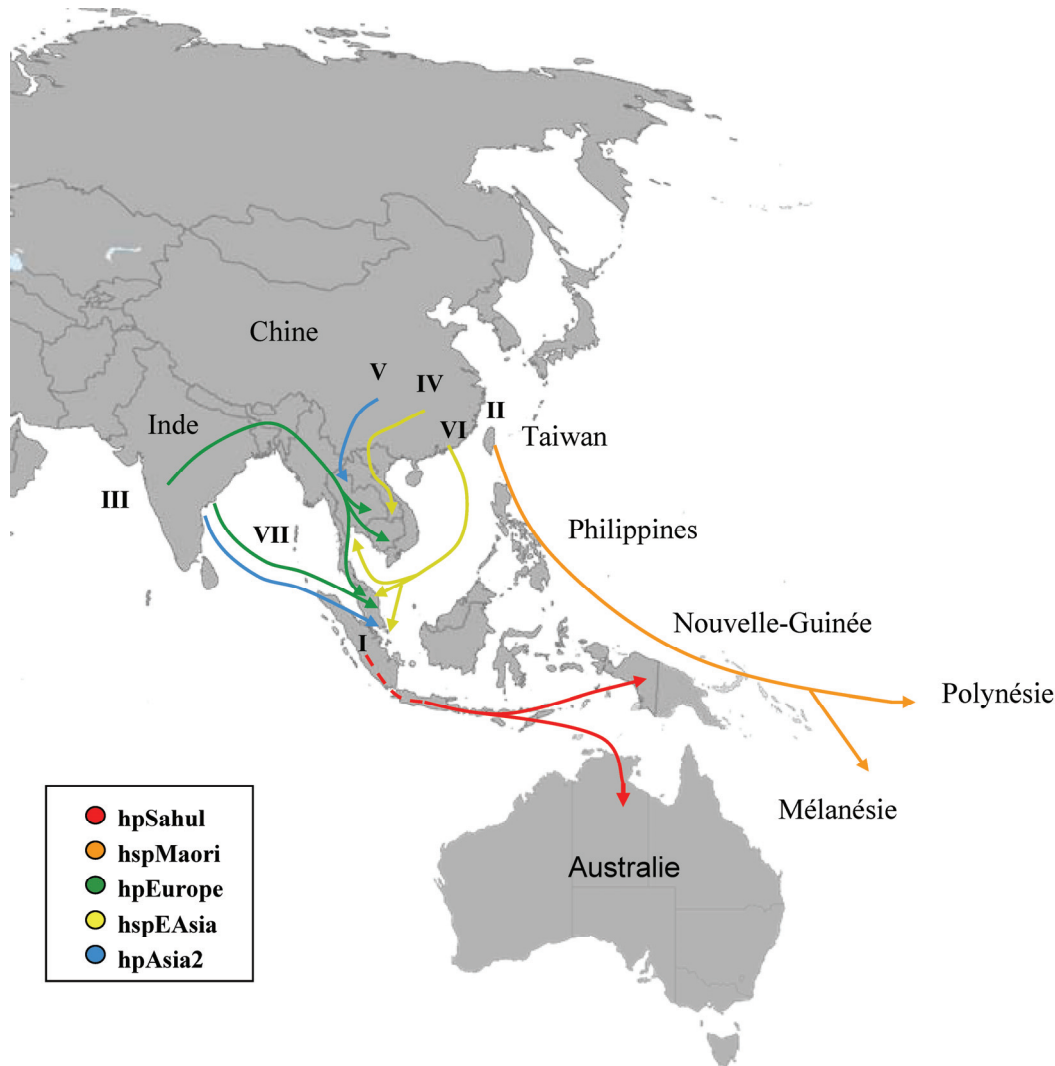 Chine
V
IV
II
Inde
VI
Taiwan
III
VII
Philippines
Nouvelle-Guinée
I
Polynésie
Mélanésie
Australie
hpSahul
hspMaori
hpEurope
hspEAsia
hpAsia2